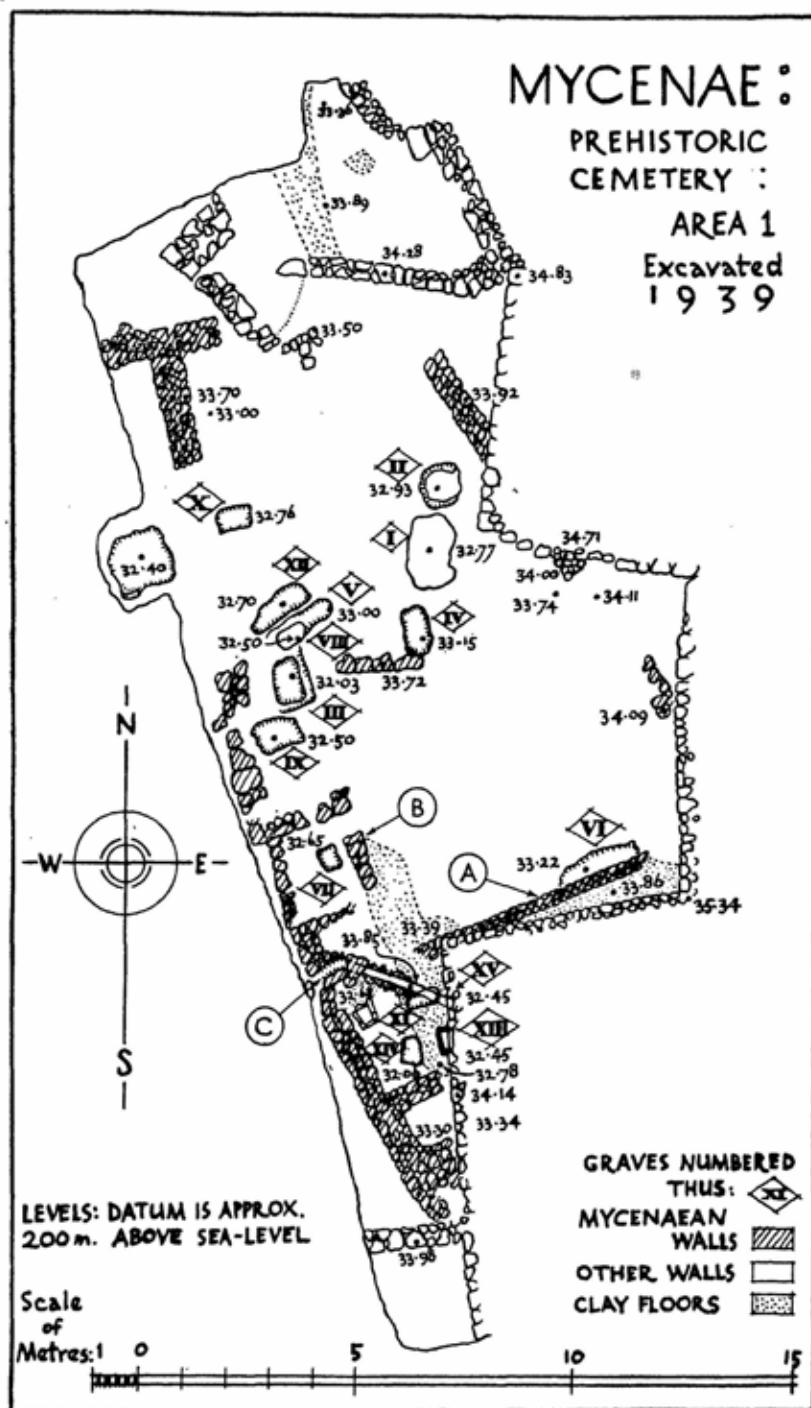 MYCENAE:
PREHISTORIC
CEMETERY:
AREA 1
Excavated
1939
33.89
34.28
34.83
33.50
33.70
33.00
33.92
II
32.93
X
32.76
I
32.77
34.71
34.00
33.74
34.11
32.40
XII
V
32.70
33.00
IV
33.15
32.50
VIII
32.03
33.72
III
34.09
32.50
IX
N
B
VI
32.65
33.22
W
E
A
33.86
VII
35.34
33.39
33.85
XV
C
32.45
XI
XIII
XIV
32.45
S
32.78
34.14
33.30
33.34
GRAVES NUMBERED
THUS: XI
LEVELS: DATUM IS APPROX.
200 m. ABOVE SEA-LEVEL
MYCENAEAN
WALLS
33.98
OTHER WALLS
CLAY FLOORS
Scale
of
Metres: 1 0 5 10 15